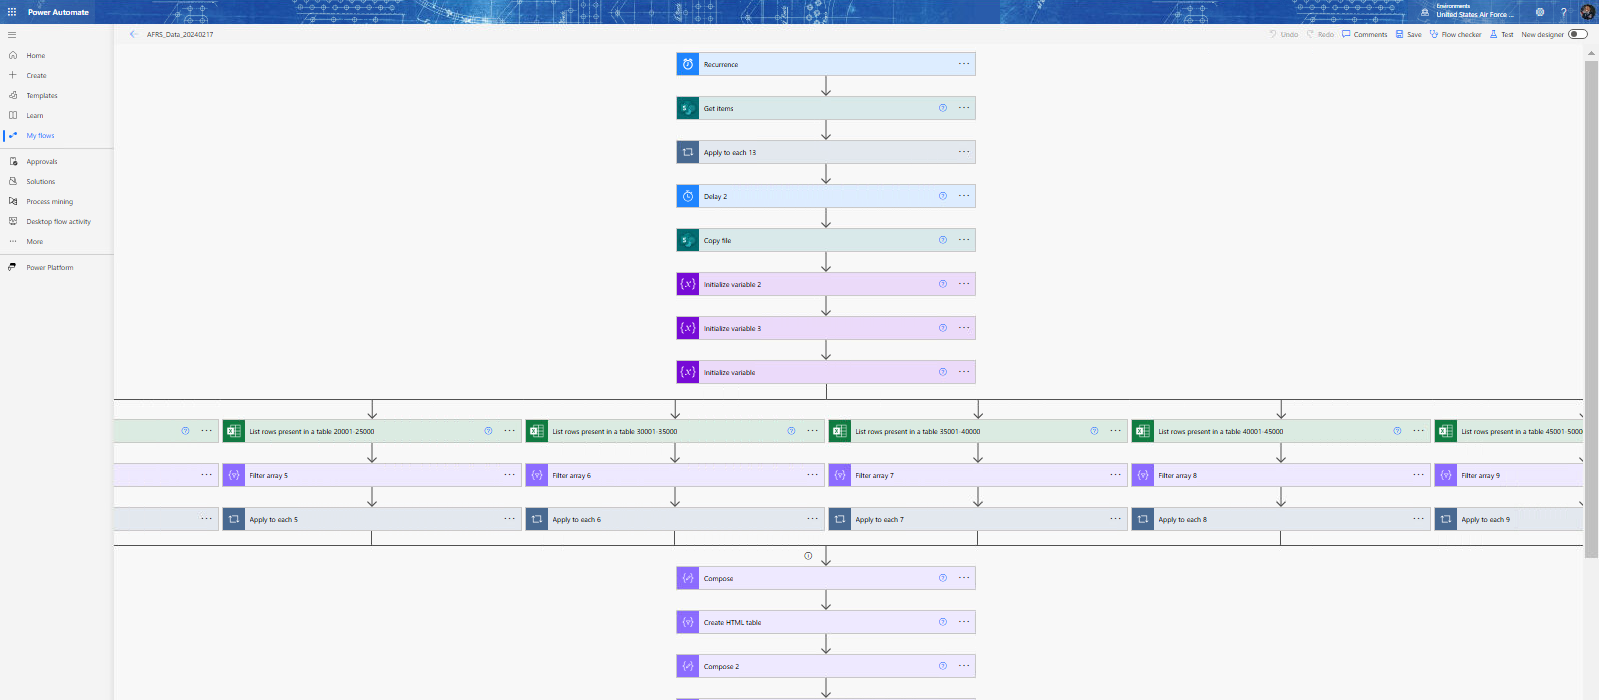 Power Automate
Environments
United States Air Force ...
AFRS_Data_20240217
Undo
Redo
Comments
Save
Flow checker
Test
New designer
Home
Create
Templates
Learn
My flows
Approvals
Solutions
Process mining
Desktop flow activity
More
Power Platform
Recurrence
Get items
Apply to each 13
Delay 2
Copy file
Initialize variable 2
Initialize variable 3
Initialize variable
List rows present in a table 20001-25000
List rows present in a table 30001-35000
List rows present in a table 35001-40000
List rows present in a table 40001-45000
List rows present in a table 45001-5000
Filter array 5
Filter array 6
Filter array 7
Filter array 8
Filter array 9
Apply to each 5
Apply to each 6
Apply to each 7
Apply to each 8
Apply to each 9
Compose
Create HTML table
Compose 2